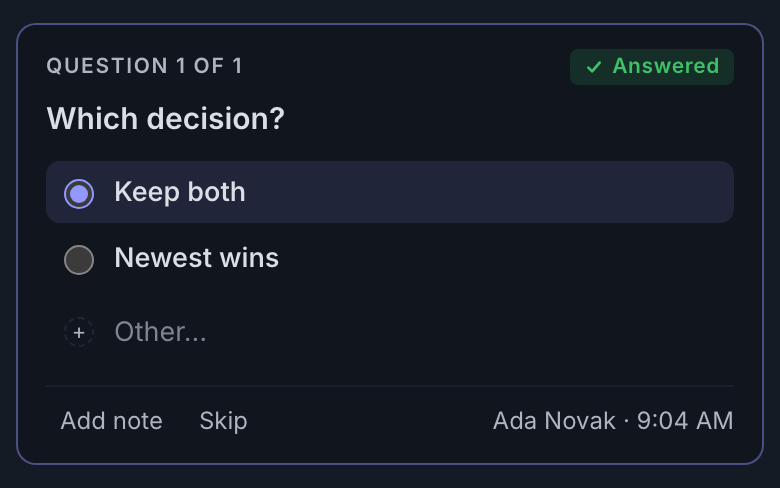 QUESTION 1 OF 1
Answered
Which decision?
Keep both
Newest wins
+ Other...
Add note Skip Ada Novak · 9:04 AM